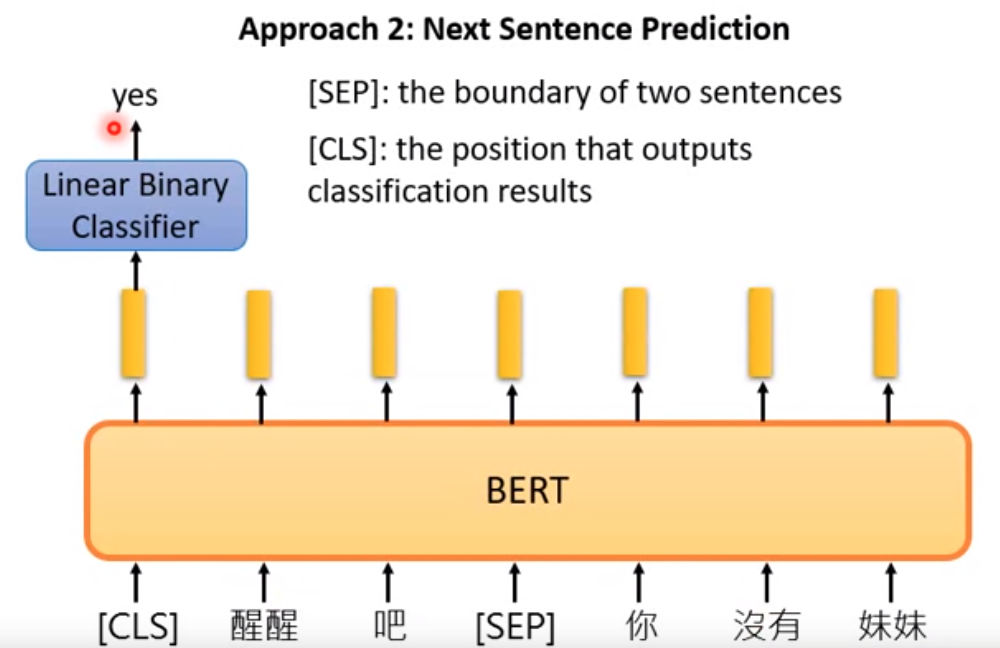 Approach 2: Next Sentence Prediction
yes
[SEP]: the boundary of two sentences
[CLS]: the position that outputs
classification results
Linear Binary
Classifier
BERT
[CLS] 醒醒 吧 [SEP] 你 沒有 妹妹